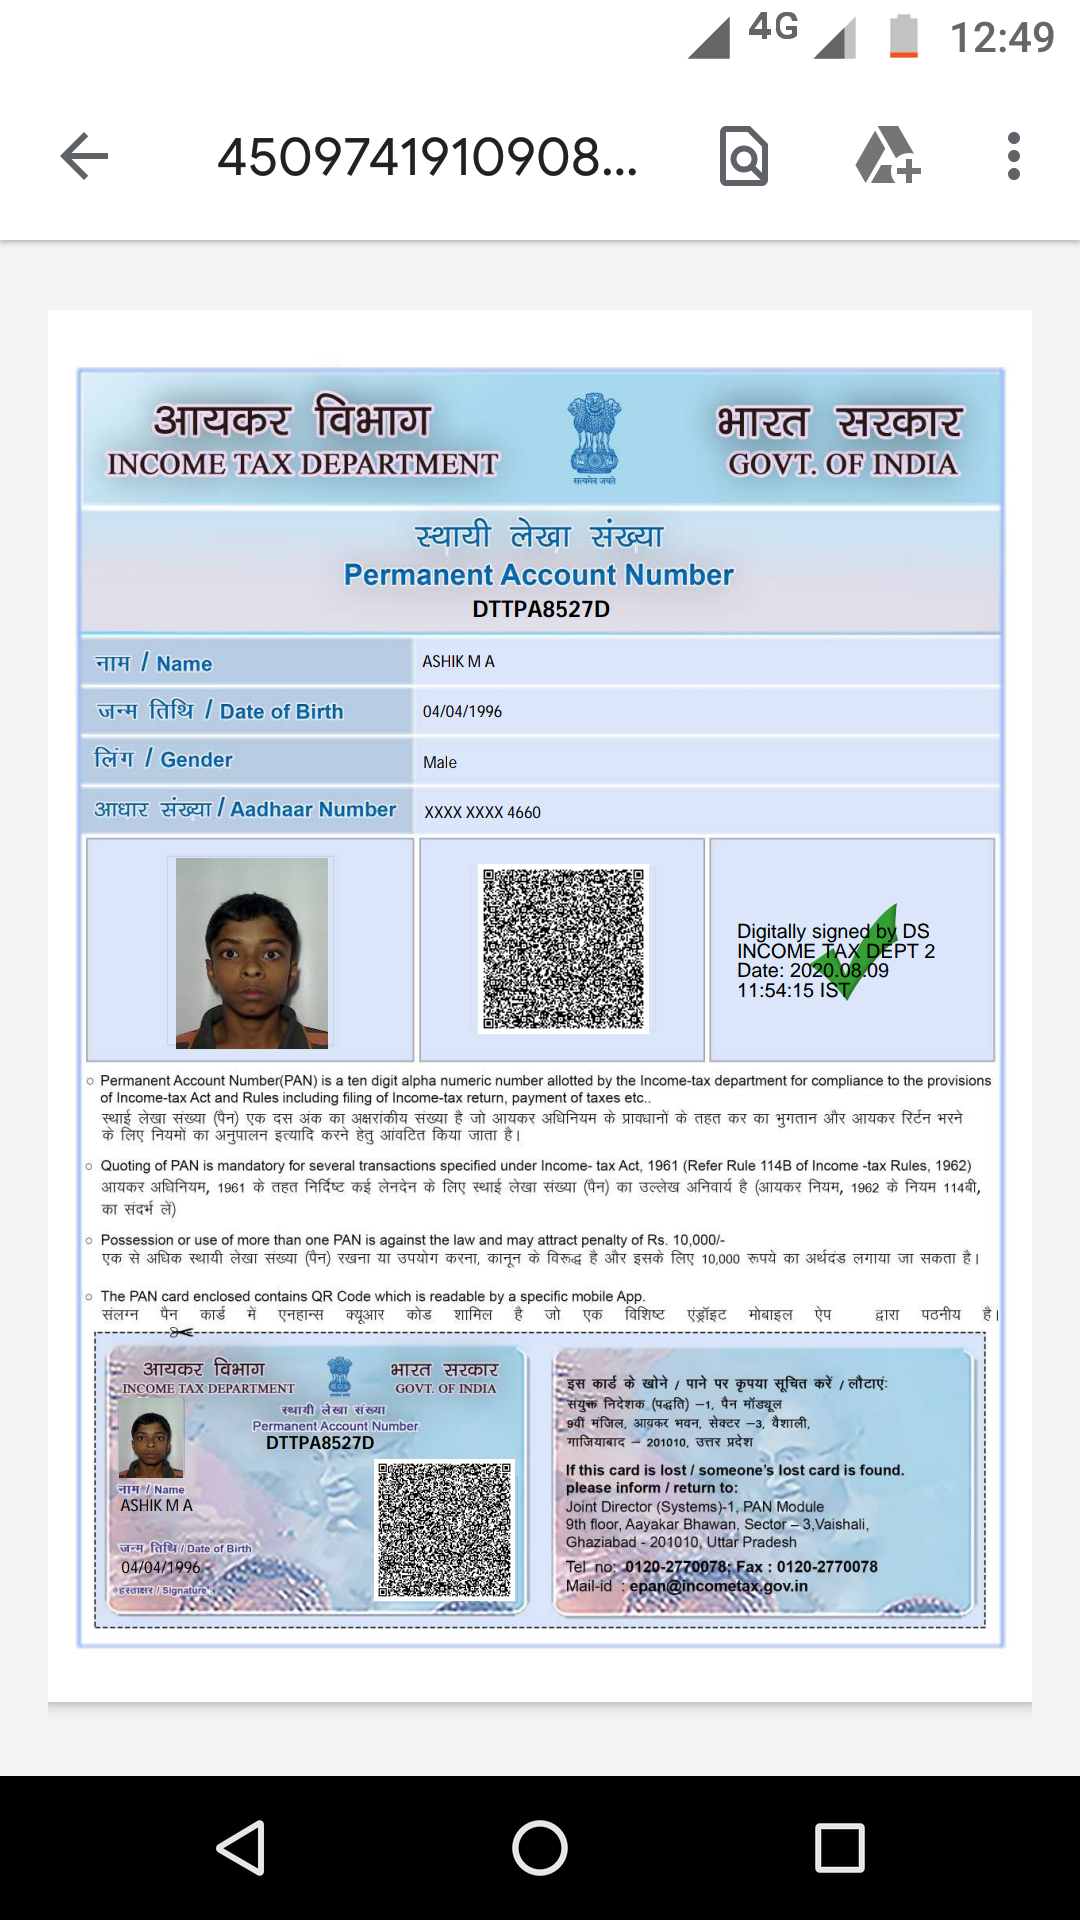 4G 12:49
4509741910908...
आयकर विभाग
INCOME TAX DEPARTMENT
सत्यमेव जयते
भारत सरकार
GOVT. OF INDIA
स्थायी लेखा संख्या
Permanent Account Number
DTTPA8527D
नाम / Name ASHIK M A
जन्म तिथि / Date of Birth 04/04/1996
लिंग / Gender Male
आधार संख्या / Aadhaar Number XXXX XXXX 4660
Digitally signed by DS
INCOME TAX DEPT 2
Date: 2020.08.09
11:54:15 IST
Permanent Account Number(PAN) is a ten digit alpha numeric number allotted by the Income-tax department for compliance to the provisions
of Income-tax Act and Rules including filing of Income-tax return, payment of taxes etc..
स्थाई लेखा संख्या (पैन) एक दस अंक का अक्षरांकीय संख्या है जो आयकर अधिनियम के प्रावधानों के तहत कर का भुगतान और आयकर रिर्टन भरने
के लिए नियमों का अनुपालन इत्यादि करने हेतु आंवटित किया जाता है।
Quoting of PAN is mandatory for several transactions specified under Income- tax Act, 1961 (Refer Rule 114B of Income -tax Rules, 1962)
आयकर अधिनियम, 1961 के तहत निर्दिष्ट कई लेनदेन के लिए स्थाई लेखा संख्या (पैन) का उल्लेख अनिवार्य है (आयकर नियम, 1962 के नियम 114बी,
का संदर्भ लें)
Possession or use of more than one PAN is against the law and may attract penalty of Rs. 10,000/-
एक से अधिक स्थायी लेखा संख्या (पैन) रखना या उपयोग करना, कानून के विरूद्ध है और इसके लिए 10,000 रूपये का अर्थदंड लगाया जा सकता है।
The PAN card enclosed contains QR Code which is readable by a specific mobile App.
संलग्न पैन कार्ड में एनहान्स क्यूआर कोड शामिल है जो एक विशिष्ट एंड्रॉइट मोबाइल ऐप द्वारा पठनीय है।
आयकर विभाग
INCOME TAX DEPARTMENT
भारत सरकार
GOVT. OF INDIA
स्थायी लेखा संख्या
Permanent Account Number
DTTPA8527D
नाम / Name
ASHIK M A
जन्म तिथि / Date of Birth
04/04/1996
हस्ताक्षर / Signature
इस कार्ड के खोने / पाने पर कृपया सूचित करें / लौटाएं:
संयुक्त निदेशक (पद्धति) –1, पैन मॉड्यूल
9वीं मंजिल, आयकर भवन, सेक्टर –3, वैशाली,
गाजियाबाद – 201010, उत्तर प्रदेश
If this card is lost / someone's lost card is found.
please inform / return to:
Joint Director (Systems)-1, PAN Module
9th floor, Aayakar Bhawan, Sector – 3,Vaishali,
Ghaziabad - 201010, Uttar Pradesh
Tel no: 0120-2770078; Fax : 0120-2770078
Mail-id : epan@incometax.gov.in